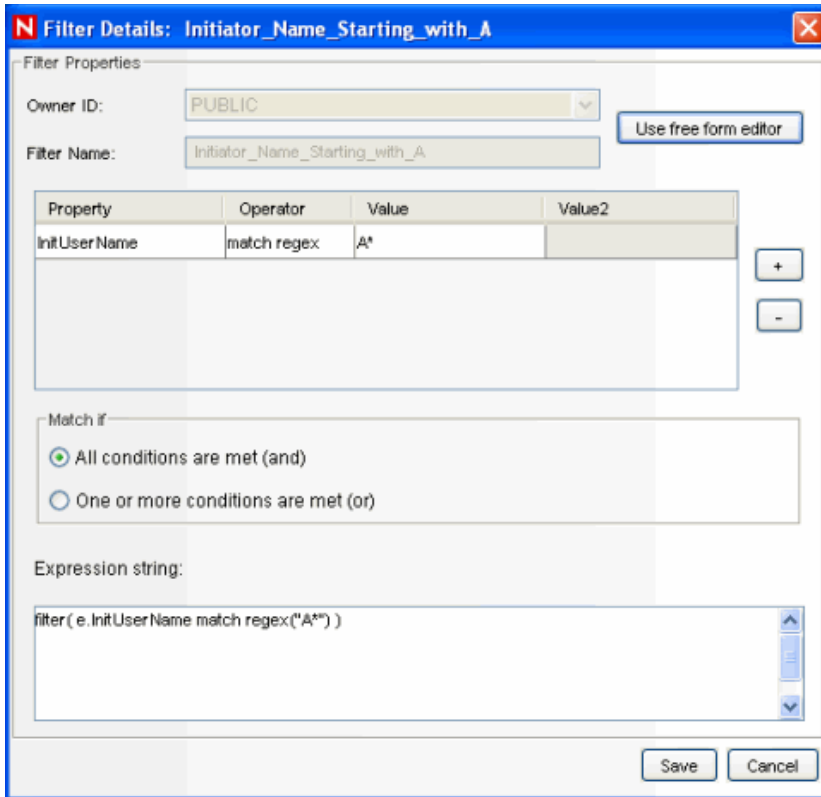 N Filter Details: Initiator_Name_Starting_with_A
Filter Properties
Owner ID: PUBLIC
Use free form editor
Filter Name: Initiator_Name_Starting_with_A
Property Operator Value Value2
InitUserName match regex A*
+
-
Match if
All conditions are met (and)
One or more conditions are met (or)
Expression string:
filter( e.InitUserName match regex("A*") )
Save Cancel